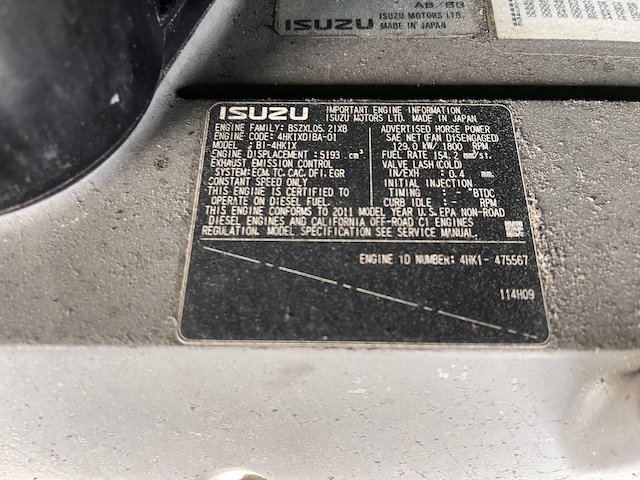 AB/BB
ISUZU ISUZU MOTORS LTD.
MADE IN JAPAN
ISUZU IMPORTANT ENGINE INFORMATION
ISUZU MOTORS LTD. MADE IN JAPAN
ENGINE FAMILY: BSZXL05.21XB
ENGINE CODE: 4HK1XDIBA-01
MODEL : BI-4HK1X
ENGINE DISPLACEMENT: 5193 cm³
EXHAUST EMISSION CONTROL
SYSTEM: ECM, TC, CAC, DFI, EGR
CONSTANT SPEED ONLY
THIS ENGINE IS CERTIFIED TO
OPERATE ON DIESEL FUEL.
ADVERTISED HORSE POWER
SAE NET (FAN DISENGAGED)
129.0 kW/ 1800 RPM
FUEL RATE 154.2 mm³/st.
VALVE LASH (COLD)
IN/EXH : 0.4 mm
INITIAL INJECTION
TIMING : - °BTDC
CURB IDLE : - RPM
THIS ENGINE CONFORMS TO 2011 MODEL YEAR U.S. EPA NON-ROAD
DIESEL ENGINES AND CALIFORNIA OFF-ROAD C1 ENGINES
REGULATION. MODEL SPECIFICATION SEE SERVICE MANUAL.
ENGINE ID NUMBER: 4HK1- 475567
114H09